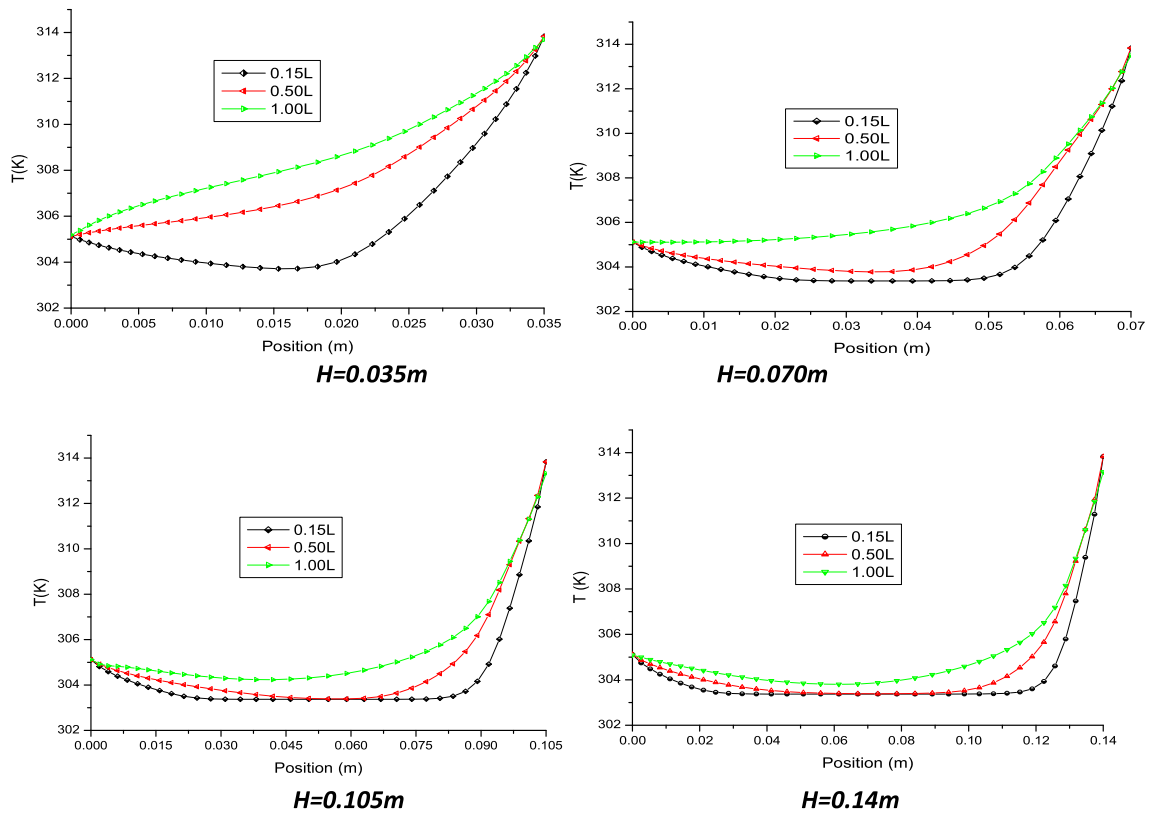 314
312
310
308
306
304
302
T(K)
0.15L
0.50L
1.00L
0.000 0.005 0.010 0.015 0.020 0.025 0.030 0.035
Position (m)
H=0.035m
314
312
310
308
306
304
302
T(K)
0.15L
0.50L
1.00L
0.00 0.01 0.02 0.03 0.04 0.05 0.06 0.07
Position (m)
H=0.070m
314
312
310
308
306
304
302
T(K)
0.15L
0.50L
1.00L
0.000 0.015 0.030 0.045 0.060 0.075 0.090 0.105
Position (m)
H=0.105m
314
312
310
308
306
304
302
T (K)
0.15L
0.50L
1.00L
0.00 0.02 0.04 0.06 0.08 0.10 0.12 0.14
Position (m)
H=0.14m